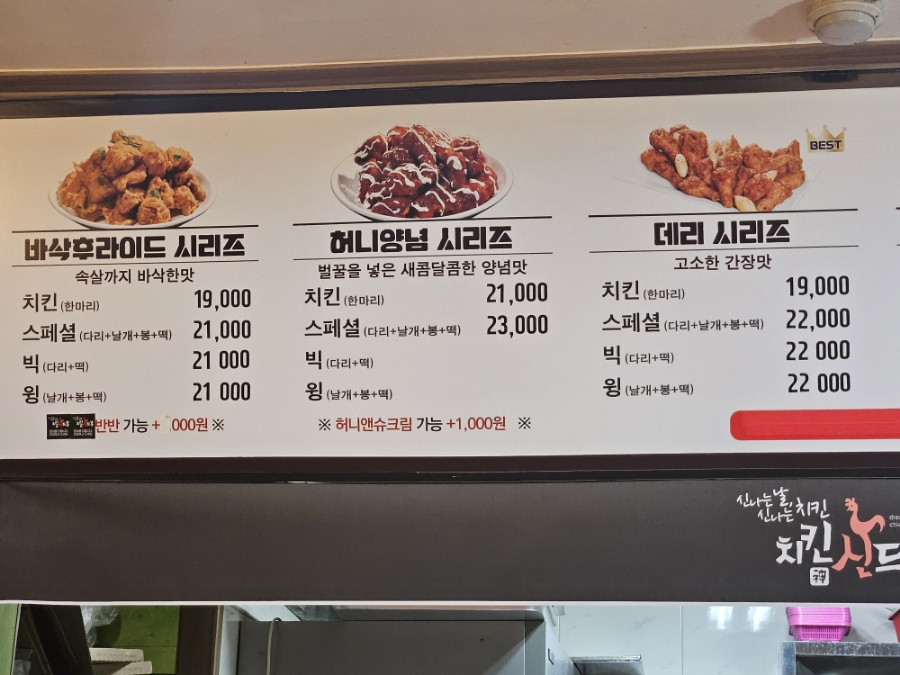 BEST
바삭후라이드 시리즈
속살까지 바삭한맛
치킨 (한마리) 19,000
스페셜 (다리+날개+봉+떡) 21,000
빅 (다리+떡) 21 000
윙 (날개+봉+떡) 21 000
반반 가능 + ,000원 ※
허니양념 시리즈
벌꿀을 넣은 새콤달콤한 양념맛
치킨 (한마리) 21,000
스페셜 (다리+날개+봉+떡) 23,000
빅 (다리+떡)
윙 (날개+봉+떡)
※ 허니앤슈크림 가능 +1,000원 ※
데리 시리즈
고소한 간장맛
치킨 (한마리) 19,000
스페셜 (다리+날개+봉+떡) 22,000
빅 (다리+떡) 22 000
윙 (날개+봉+떡) 22 000
신나는날,
신나는치킨
치킨신드
神